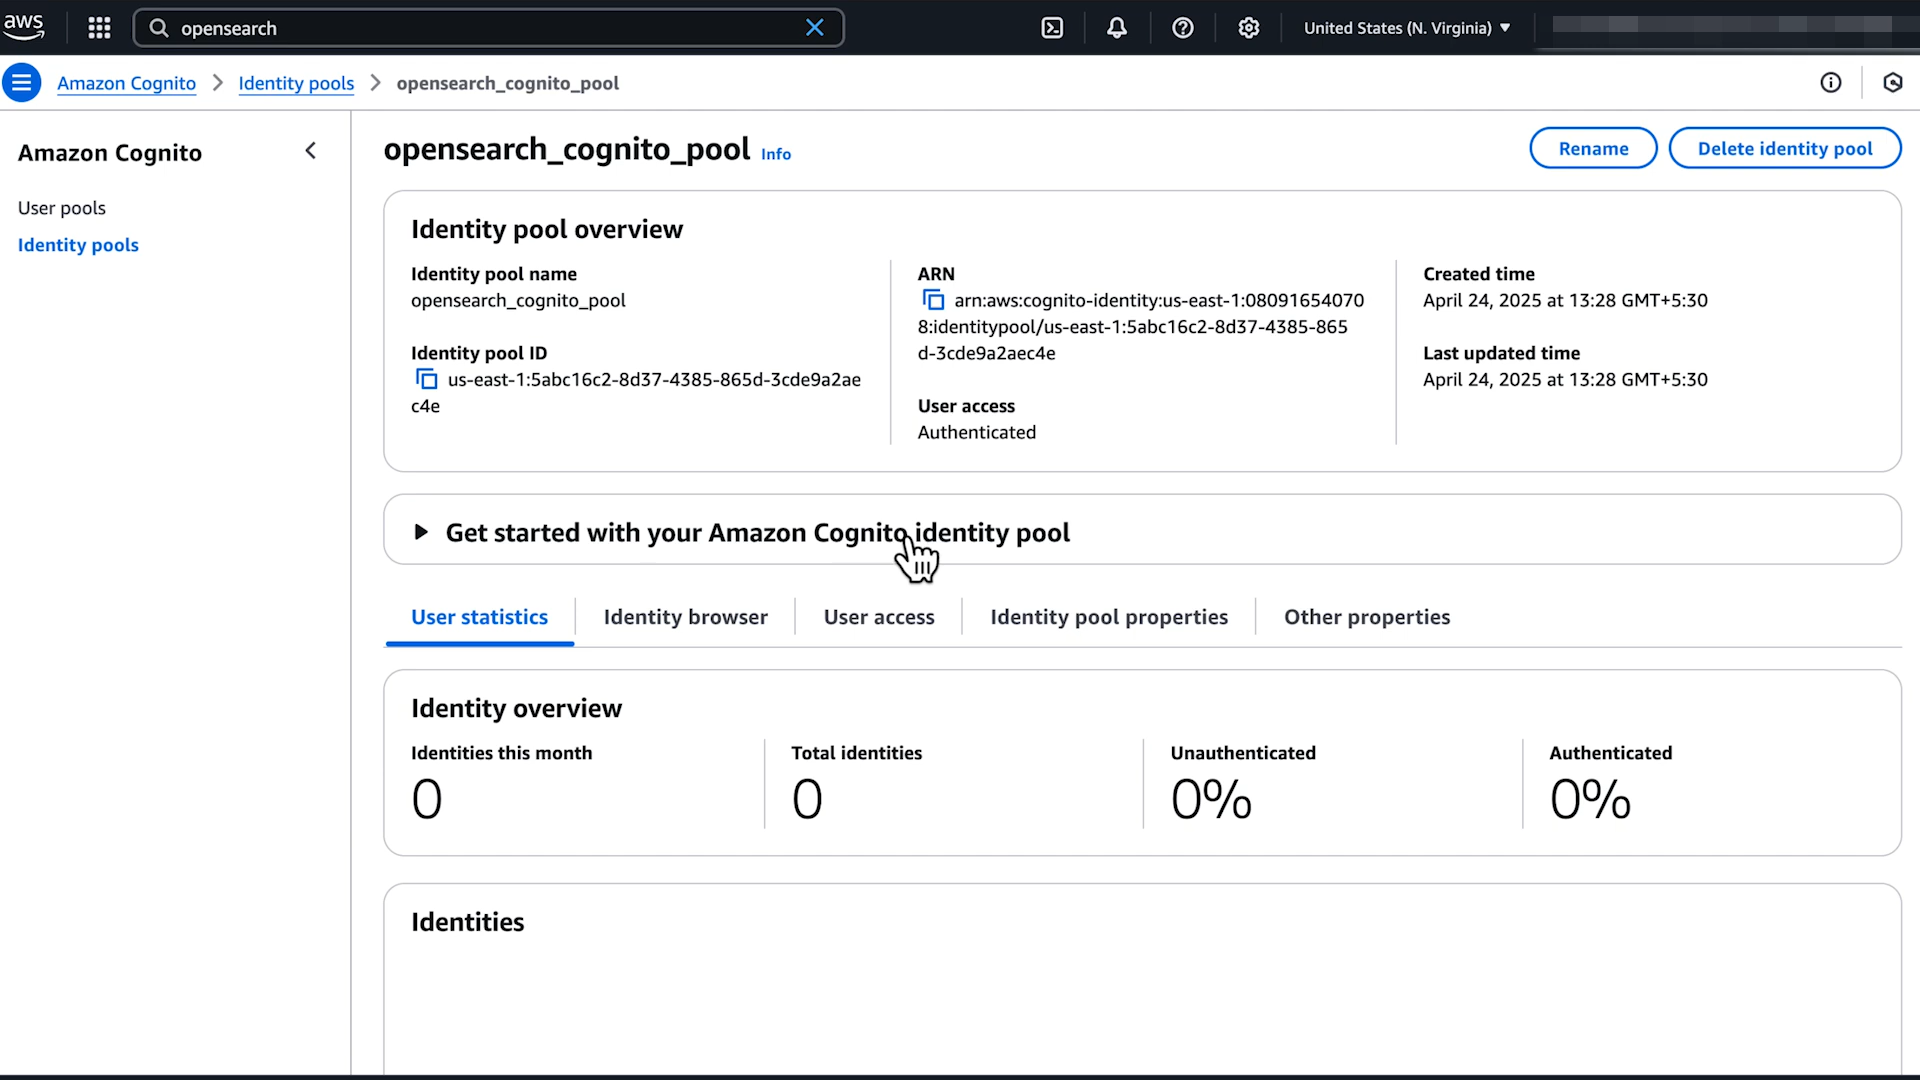 aws
opensearch
United States (N. Virginia)
Amazon Cognito
Identity pools
opensearch_cognito_pool
Amazon Cognito
User pools
Identity pools
opensearch_cognito_pool Info
Rename
Delete identity pool
Identity pool overview
Identity pool name
opensearch_cognito_pool
Identity pool ID
us-east-1:5abc16c2-8d37-4385-865d-3cde9a2ae
c4e
ARN
arn:aws:cognito-identity:us-east-1:08091654070
8:identitypool/us-east-1:5abc16c2-8d37-4385-865
d-3cde9a2aec4e
User access
Authenticated
Created time
April 24, 2025 at 13:28 GMT+5:30
Last updated time
April 24, 2025 at 13:28 GMT+5:30
Get started with your Amazon Cognito identity pool
User statistics
Identity browser
User access
Identity pool properties
Other properties
Identity overview
Identities this month
0
Total identities
0
Unauthenticated
0%
Authenticated
0%
Identities